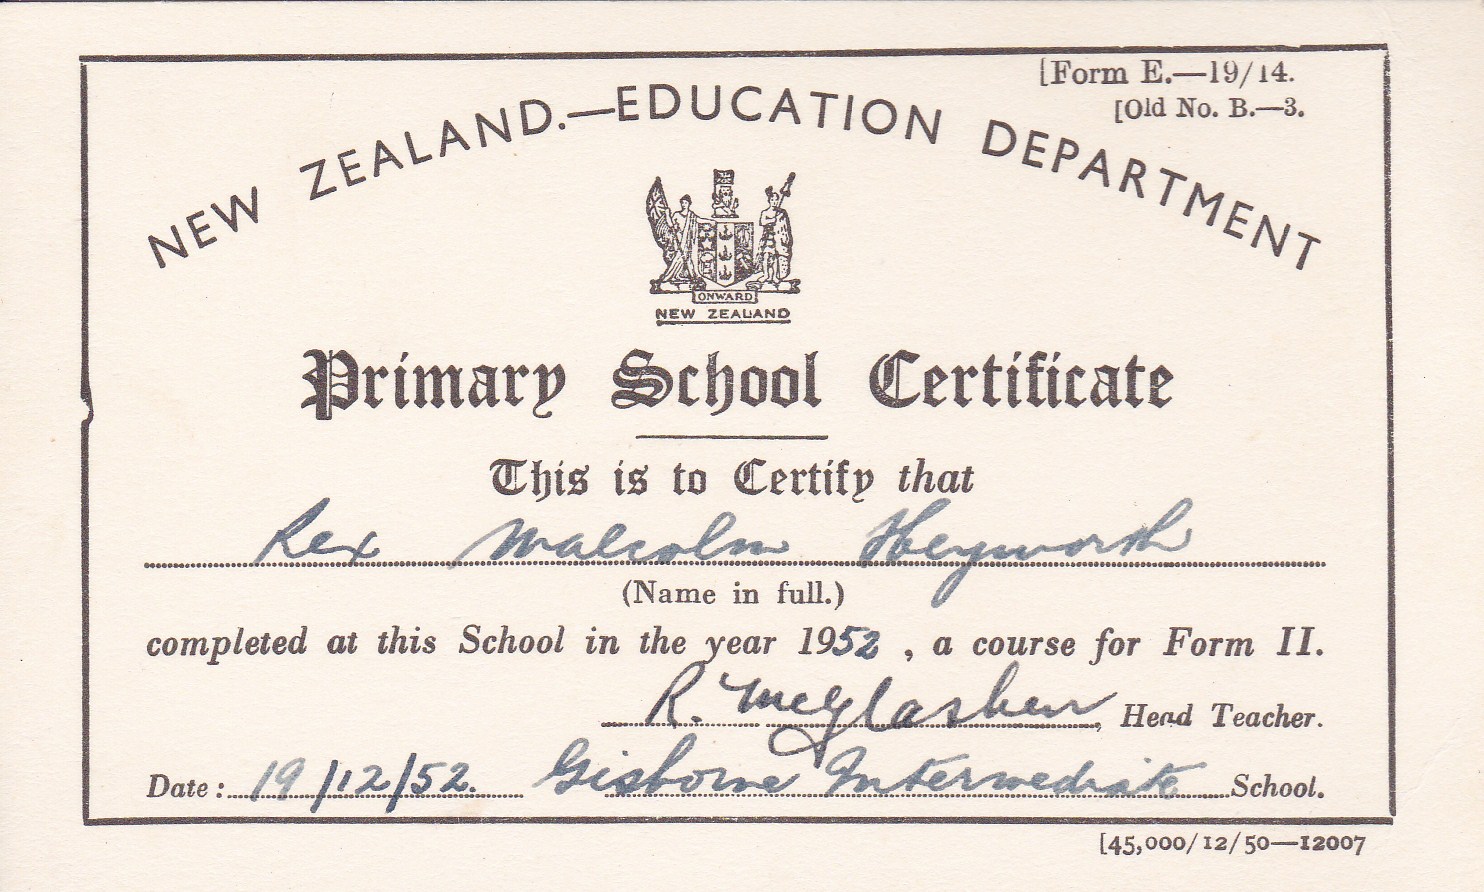 [Form E.—19/14.
[Old No. B.—3.
NEW ZEALAND.—EDUCATION DEPARTMENT
ONWARD
NEW ZEALAND
Primary School Certificate
This is to Certify that
Rex Malcolm Heyworth
(Name in full.)
completed at this School in the year 1952, a course for Form II.
R. McGlashen, Head Teacher.
Date: 19/12/52. Gisborne Intermediate School.
[45,000/12/50—12007